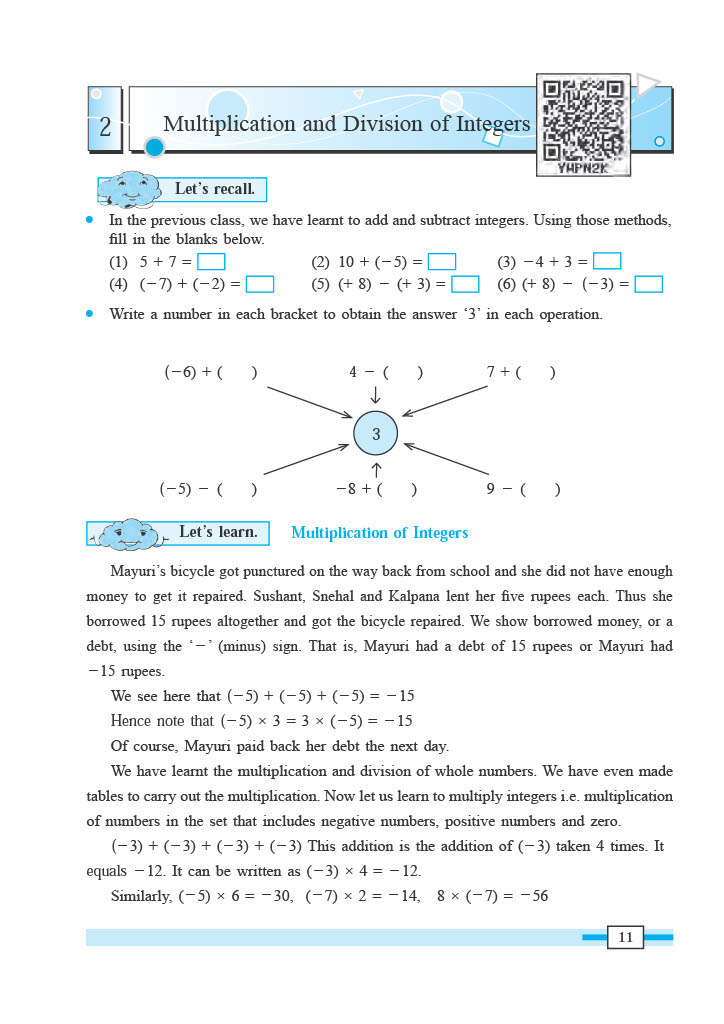 2
Multiplication and Division of Integers
YHPN2K
Let's recall.
• In the previous class, we have learnt to add and subtract integers. Using those methods,
fill in the blanks below.
(1) 5 + 7 =
(2) 10 + (−5) =
(3) −4 + 3 =
(4) (−7) + (−2) =
(5) (+ 8) − (+ 3) =
(6) (+ 8) − (−3) =
• Write a number in each bracket to obtain the answer ‘3’ in each operation.
(−6) + ( )
4 − ( )
7 + ( )
3
(−5) − ( )
−8 + ( )
9 − ( )
Let's learn.
Multiplication of Integers
Mayuri’s bicycle got punctured on the way back from school and she did not have enough
money to get it repaired. Sushant, Snehal and Kalpana lent her five rupees each. Thus she
borrowed 15 rupees altogether and got the bicycle repaired. We show borrowed money, or a
debt, using the ‘−’ (minus) sign. That is, Mayuri had a debt of 15 rupees or Mayuri had
−15 rupees.
We see here that (−5) + (−5) + (−5) = −15
Hence note that (−5) × 3 = 3 × (−5) = −15
Of course, Mayuri paid back her debt the next day.
We have learnt the multiplication and division of whole numbers. We have even made
tables to carry out the multiplication. Now let us learn to multiply integers i.e. multiplication
of numbers in the set that includes negative numbers, positive numbers and zero.
(−3) + (−3) + (−3) + (−3) This addition is the addition of (−3) taken 4 times. It
equals −12. It can be written as (−3) × 4 = −12.
Similarly, (−5) × 6 = −30, (−7) × 2 = −14, 8 × (−7) = −56
11